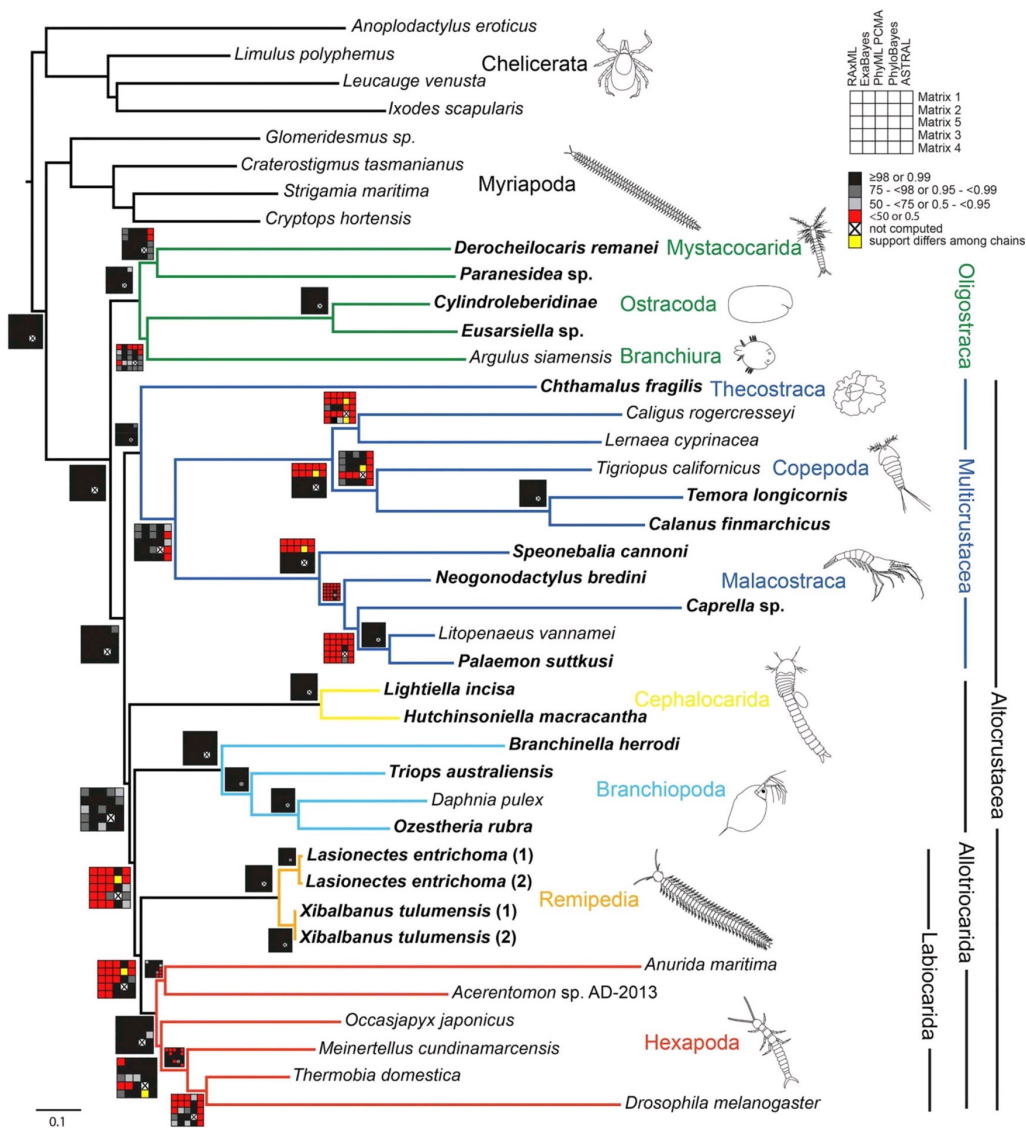 Anoplodactylus eroticus
Limulus polyphemus
Chelicerata
Leucauge venusta
Ixodes scapularis
Glomeridesmus sp.
Craterostigmus tasmanianus
Myriapoda
Strigamia maritima
Cryptops hortensis
RAxML
ExaBayes
PhyML PCMA
PhyloBayes
ASTRAL
Matrix 1
Matrix 2
Matrix 5
Matrix 3
Matrix 4
≥98 or 0.99
75 - <98 or 0.95 - <0.99
50 - <75 or 0.5 - <0.95
<50 or 0.5
not computed
support differs among chains
Derocheilocaris remanei Mystacocarida
Paranesidea sp.
Cylindroleberidinae
Ostracoda
Eusarsiella sp.
Argulus siamensis Branchiura
Oligostraca
Chthamalus fragilis Thecostraca
Caligus rogercresseyi
Lernaea cyprinacea
Tigriopus californicus Copepoda
Temora longicornis
Calanus finmarchicus
Speonebalia cannoni
Neogonodactylus bredini Malacostraca
Caprella sp.
Litopenaeus vannamei
Palaemon suttkusi
Multicrustacea
Lightiella incisa
Cephalocarida
Hutchinsoniella macracantha
Branchinella herrodi
Triops australiensis
Branchiopoda
Daphnia pulex
Ozestheria rubra
Altocrustacea
Lasionectes entrichoma (1)
Lasionectes entrichoma (2)
Remipedia
Xibalbanus tulumensis (1)
Xibalbanus tulumensis (2)
Allotriocarida
Labiocarida
Anurida maritima
Acerentomon sp. AD-2013
Occasjapyx japonicus
Hexapoda
Meinertellus cundinamarcensis
Thermobia domestica
Drosophila melanogaster
0.1